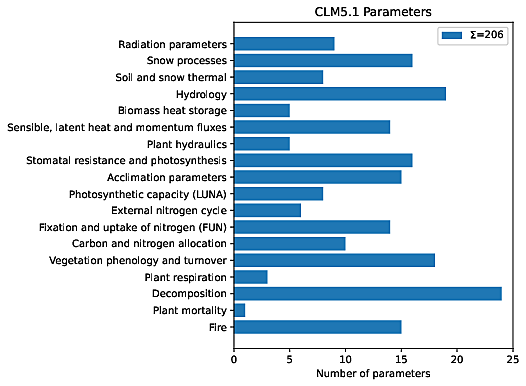 CLM5.1 Parameters
Σ=206
Radiation parameters
Snow processes
Soil and snow thermal
Hydrology
Biomass heat storage
Sensible, latent heat and momentum fluxes
Plant hydraulics
Stomatal resistance and photosynthesis
Acclimation parameters
Photosynthetic capacity (LUNA)
External nitrogen cycle
Fixation and uptake of nitrogen (FUN)
Carbon and nitrogen allocation
Vegetation phenology and turnover
Plant respiration
Decomposition
Plant mortality
Fire
0 5 10 15 20 25
Number of parameters